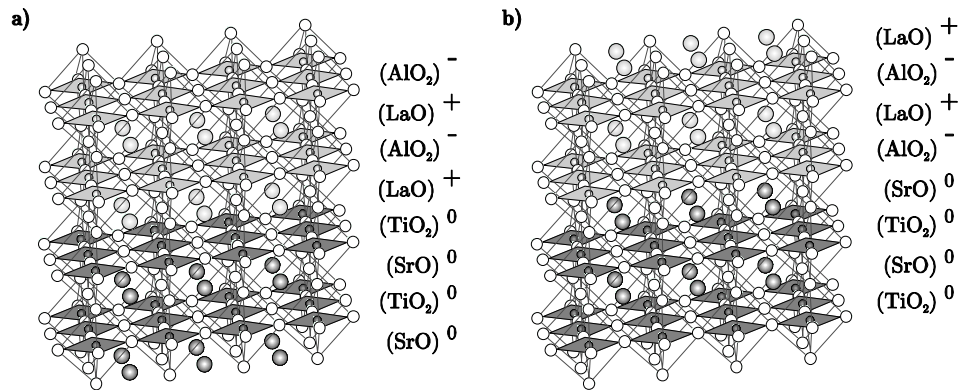 a)
(AlO₂)⁻
(LaO)⁺
(AlO₂)⁻
(LaO)⁺
(TiO₂)⁰
(SrO)⁰
(TiO₂)⁰
(SrO)⁰
b)
(LaO)⁺
(AlO₂)⁻
(LaO)⁺
(AlO₂)⁻
(SrO)⁰
(TiO₂)⁰
(SrO)⁰
(TiO₂)⁰